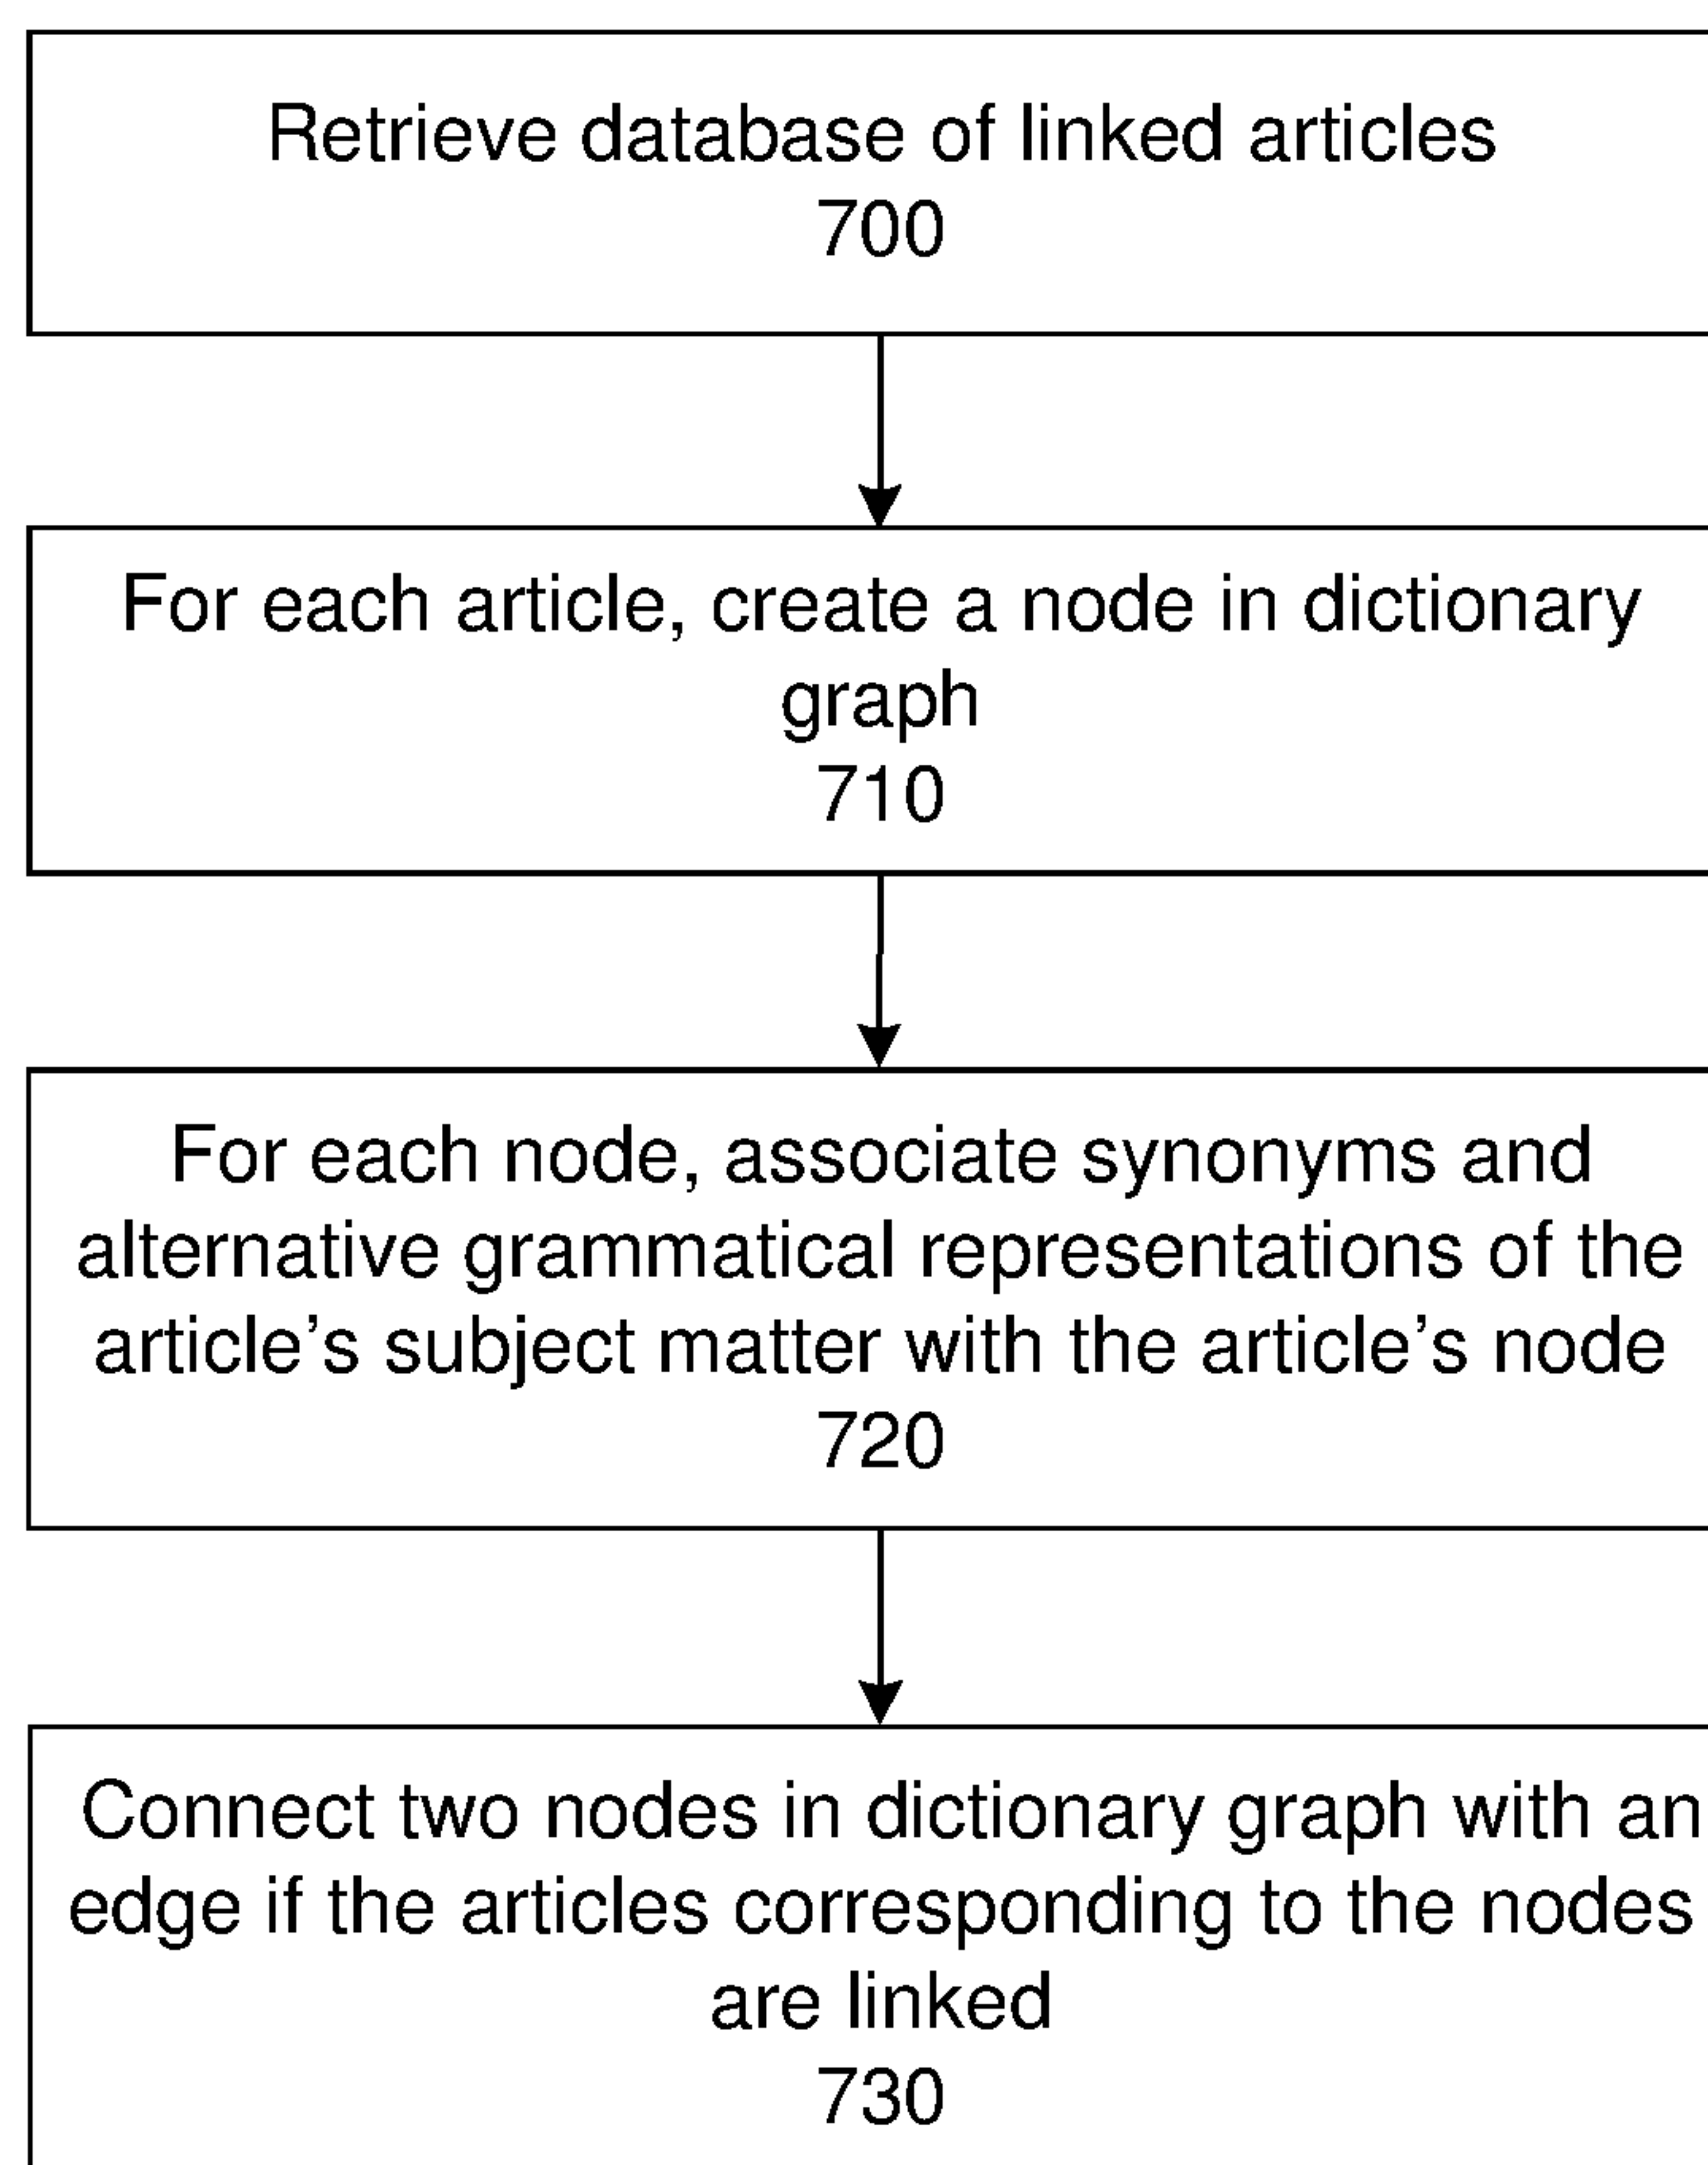 Retrieve database of linked articles
700
For each article, create a node in dictionary
graph
710
For each node, associate synonyms and
alternative grammatical representations of the
article's subject matter with the article's node
720
Connect two nodes in dictionary graph with an
edge if the articles corresponding to the nodes
are linked
730